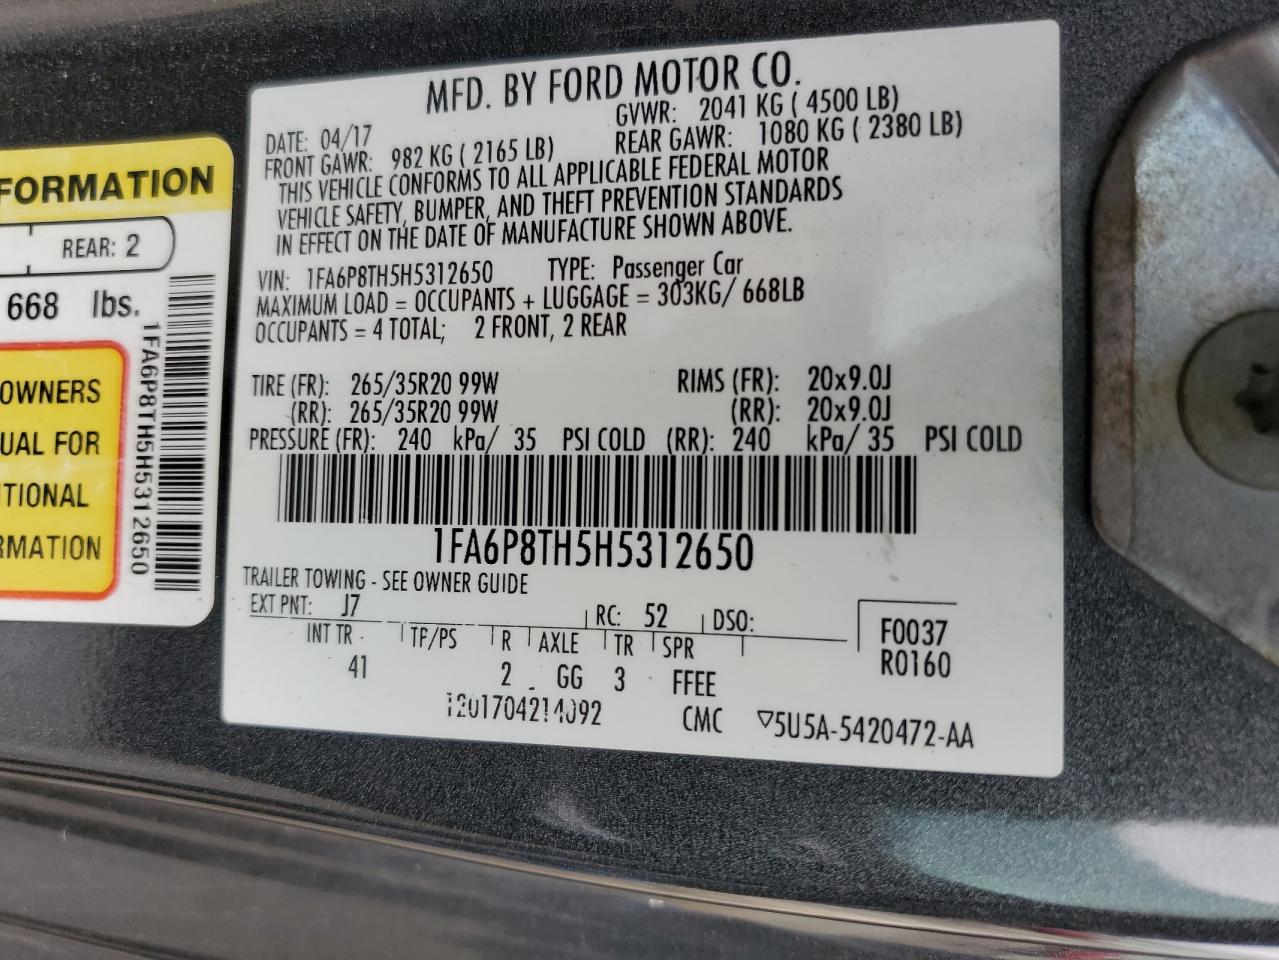 MFD. BY FORD MOTOR CO.
DATE: 04/17 GVWR: 2041 KG ( 4500 LB)
FRONT GAWR: 982 KG ( 2165 LB) REAR GAWR: 1080 KG ( 2380 LB)
THIS VEHICLE CONFORMS TO ALL APPLICABLE FEDERAL MOTOR
VEHICLE SAFETY, BUMPER, AND THEFT PREVENTION STANDARDS
IN EFFECT ON THE DATE OF MANUFACTURE SHOWN ABOVE.
VIN: 1FA6P8TH5H5312650 TYPE: Passenger Car
MAXIMUM LOAD = OCCUPANTS + LUGGAGE = 303KG/ 668LB
OCCUPANTS = 4 TOTAL; 2 FRONT, 2 REAR
TIRE (FR): 265/35R20 99W RIMS (FR): 20x9.0J
(RR): 265/35R20 99W (RR): 20x9.0J
PRESSURE (FR): 240 kPa/ 35 PSI COLD (RR): 240 kPa/ 35 PSI COLD
1FA6P8TH5H5312650
TRAILER TOWING - SEE OWNER GUIDE
EXT PNT: J7 RC: 52 DSO:
INT TR TP/PS R AXLE TR SPR F0037
41 2 GG 3 FFEE R0160
1201704214092 CMC ▽5U5A-5420472-AA
FORMATION
REAR: 2
668 lbs.
OWNERS
UAL FOR
TIONAL
RMATION
1FA6P8TH5H5312650